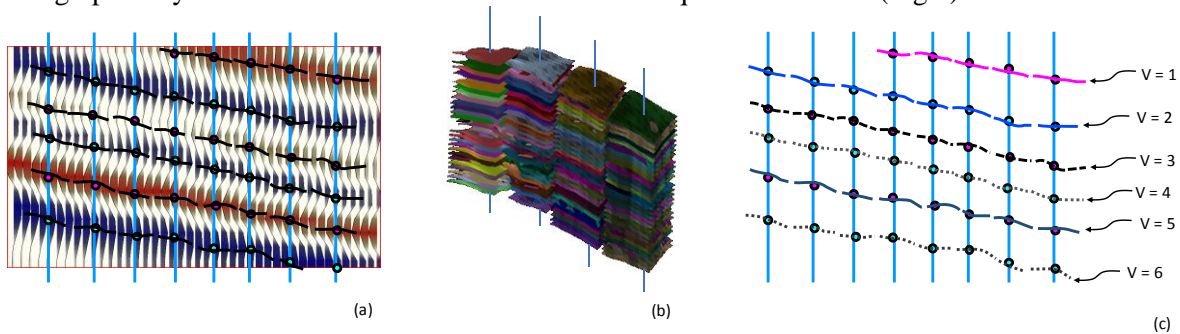 V = 1
V = 2
V = 3
V = 4
V = 5
V = 6
(a)
(b)
(c)